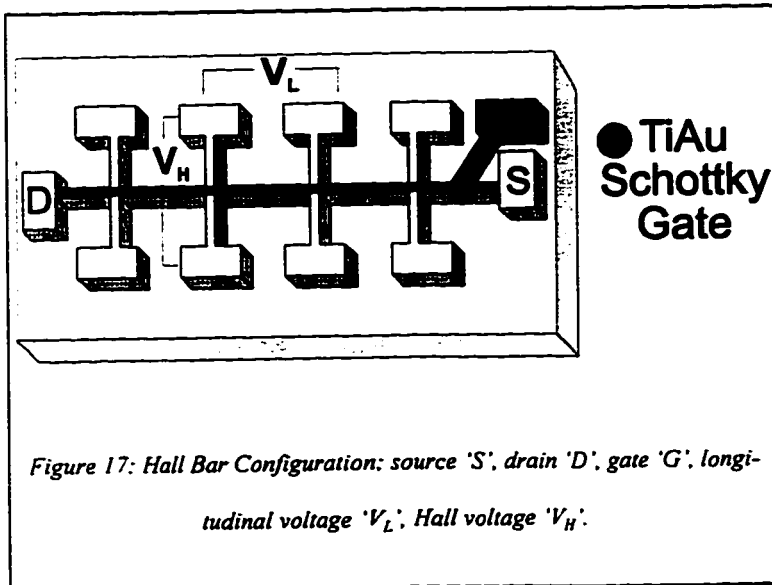 V_L
V_H
D
S
TiAu
Schottky
Gate
Figure 17: Hall Bar Configuration: source 'S', drain 'D', gate 'G', longi-
tudinal voltage 'V_L', Hall voltage 'V_H'.